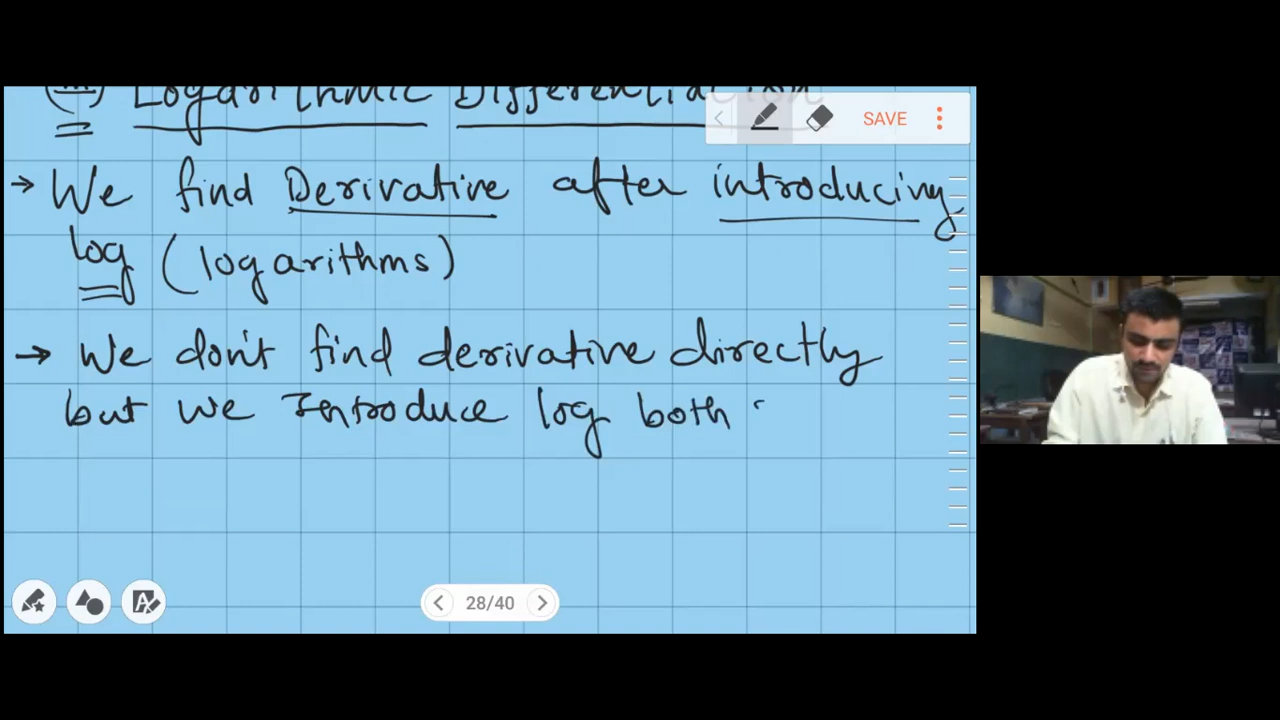 (iii) Logarithmic Differentiation
SAVE
→ We find Derivative after introducing
log (logarithms)
→ We don't find derivative directly
but we Introduce log both
28/40